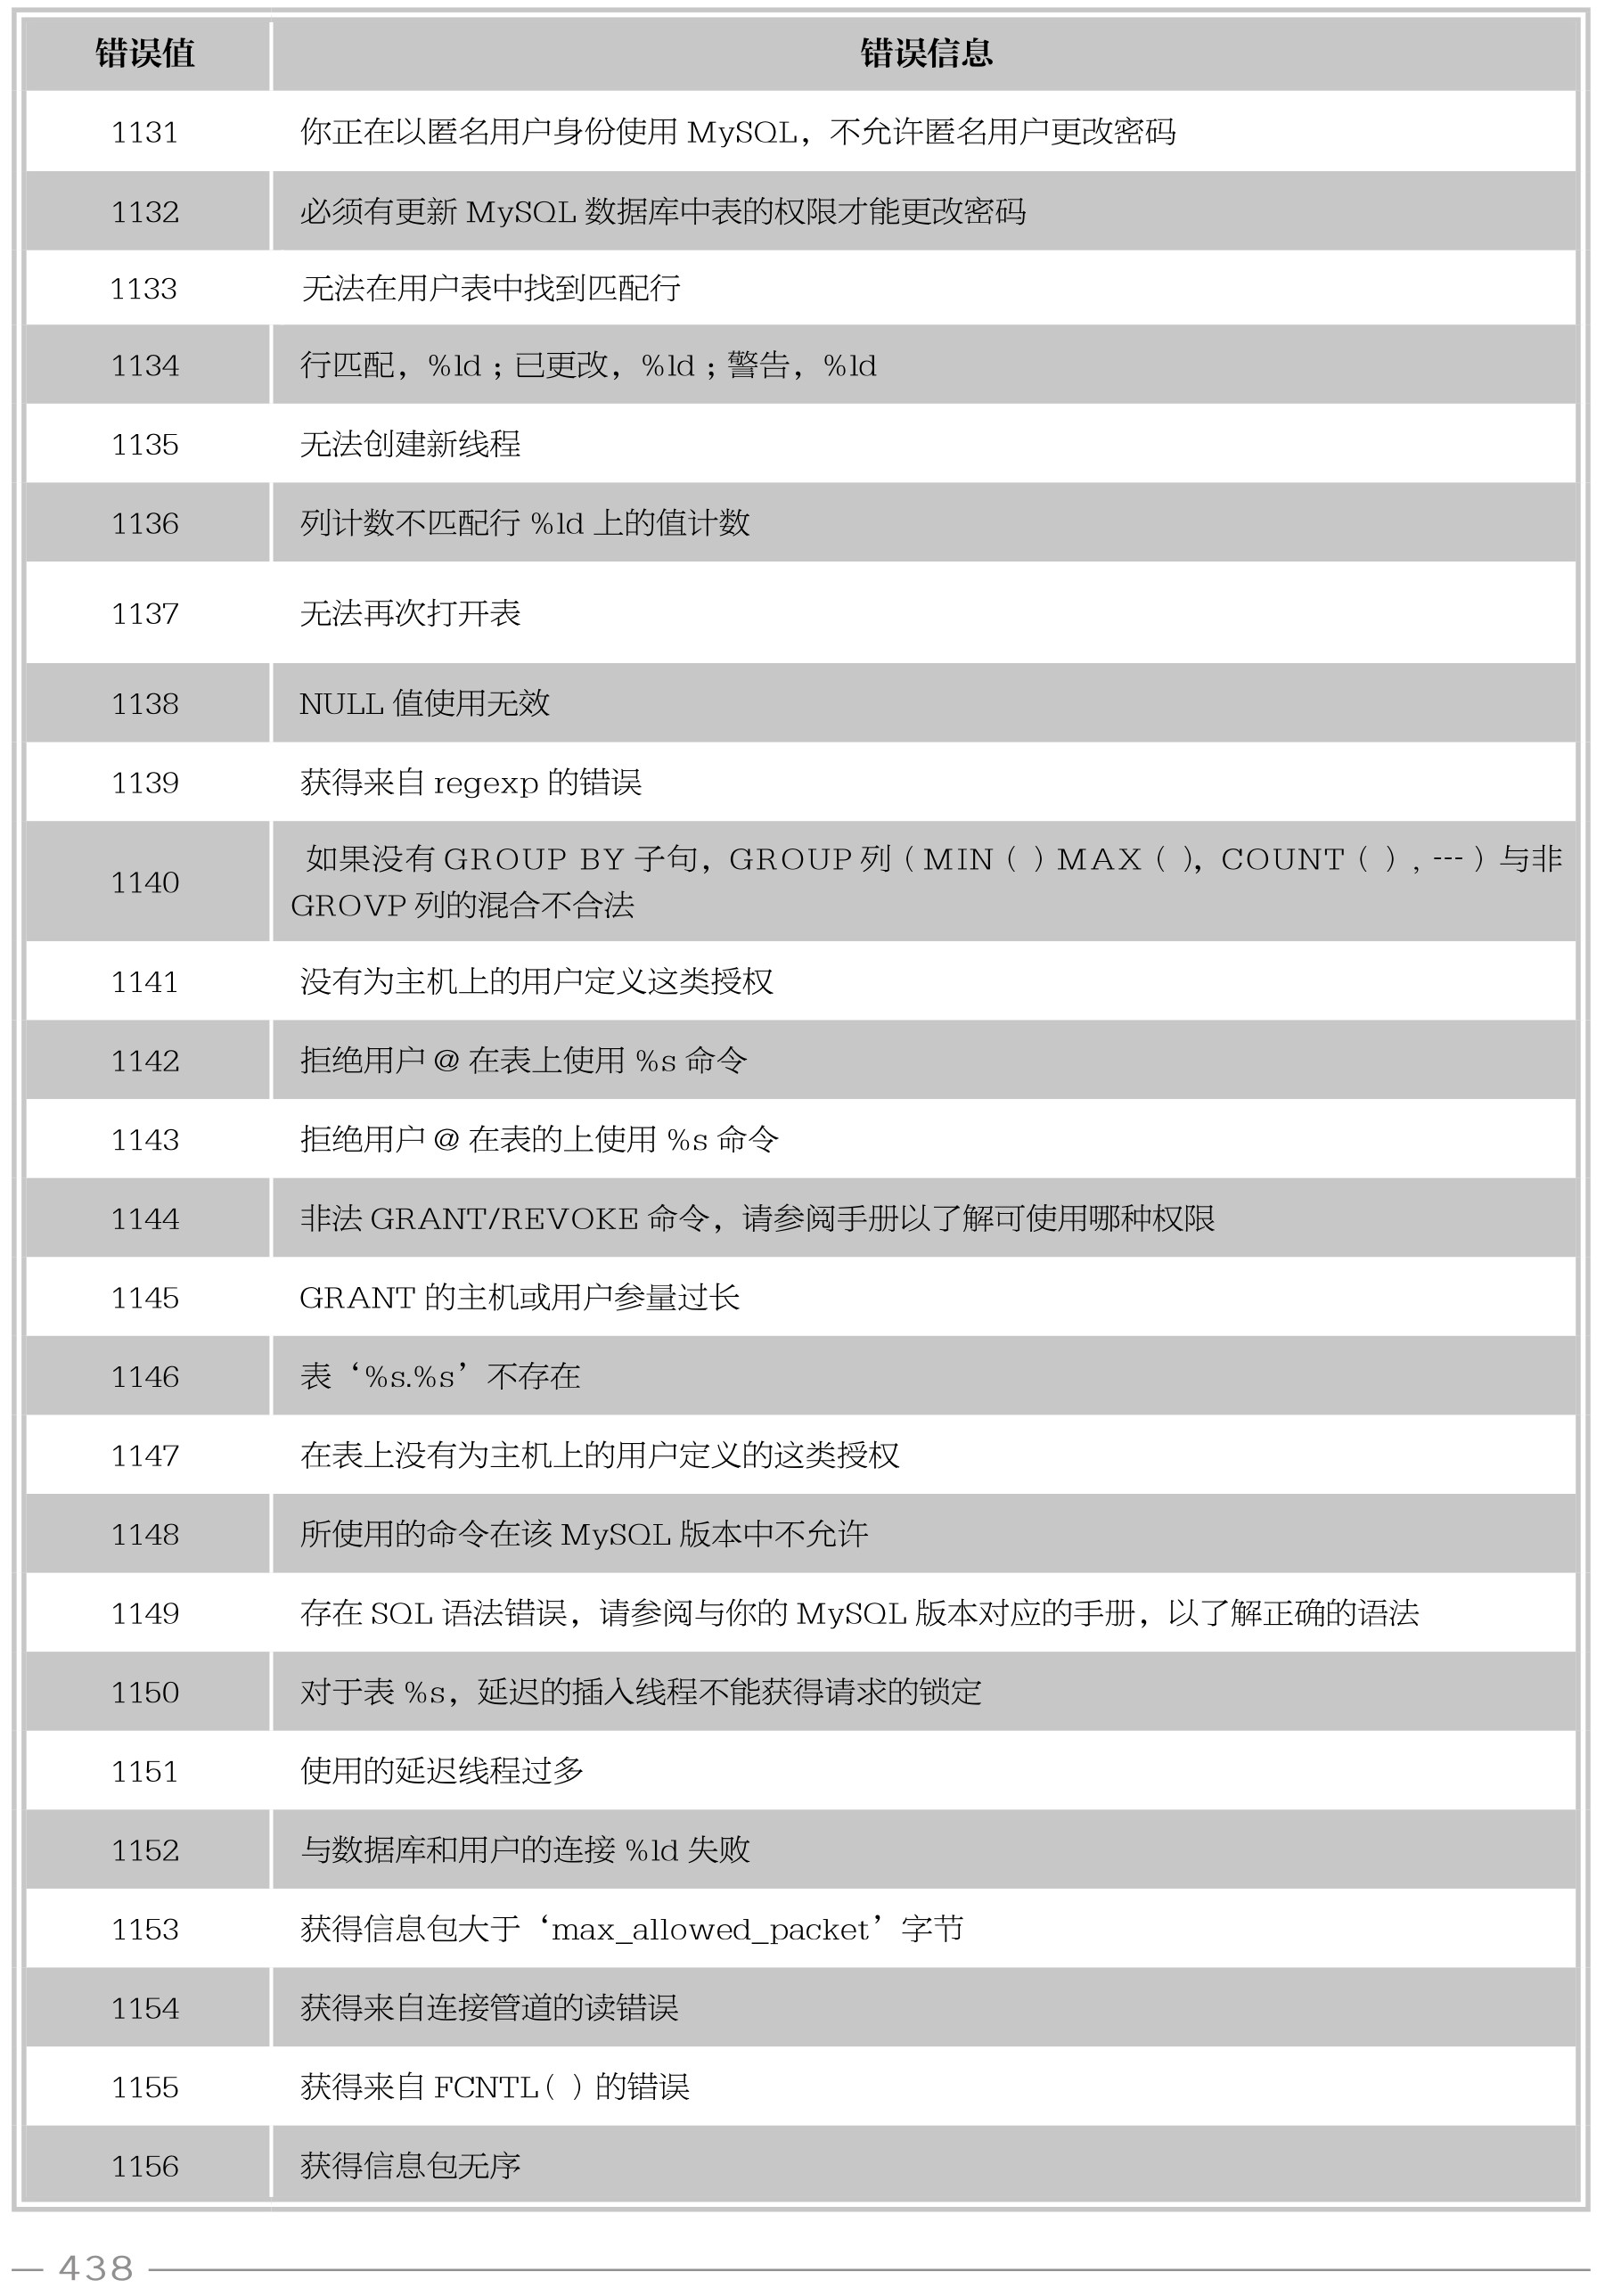 错误值 错误信息
1131 你正在以匿名用户身份使用 MySQL，不允许匿名用户更改密码
1132 必须有更新 MySQL 数据库中表的权限才能更改密码
1133 无法在用户表中找到匹配行
1134 行匹配，%ld；已更改，%ld；警告，%ld
1135 无法创建新线程
1136 列计数不匹配行 %ld 上的值计数
1137 无法再次打开表
1138 NULL 值使用无效
1139 获得来自 regexp 的错误
1140 如果没有 GROUP BY 子句，GROUP 列（MIN（）MAX（），COUNT（），---）与非
GROVP 列的混合不合法
1141 没有为主机上的用户定义这类授权
1142 拒绝用户 @ 在表上使用 %s 命令
1143 拒绝用户 @ 在表的上使用 %s 命令
1144 非法 GRANT/REVOKE 命令，请参阅手册以了解可使用哪种权限
1145 GRANT 的主机或用户参量过长
1146 表‘%s.%s’不存在
1147 在表上没有为主机上的用户定义的这类授权
1148 所使用的命令在该 MySQL 版本中不允许
1149 存在 SQL 语法错误，请参阅与你的 MySQL 版本对应的手册，以了解正确的语法
1150 对于表 %s，延迟的插入线程不能获得请求的锁定
1151 使用的延迟线程过多
1152 与数据库和用户的连接 %ld 失败
1153 获得信息包大于‘max_allowed_packet’字节
1154 获得来自连接管道的读错误
1155 获得来自 FCNTL（）的错误
1156 获得信息包无序
438